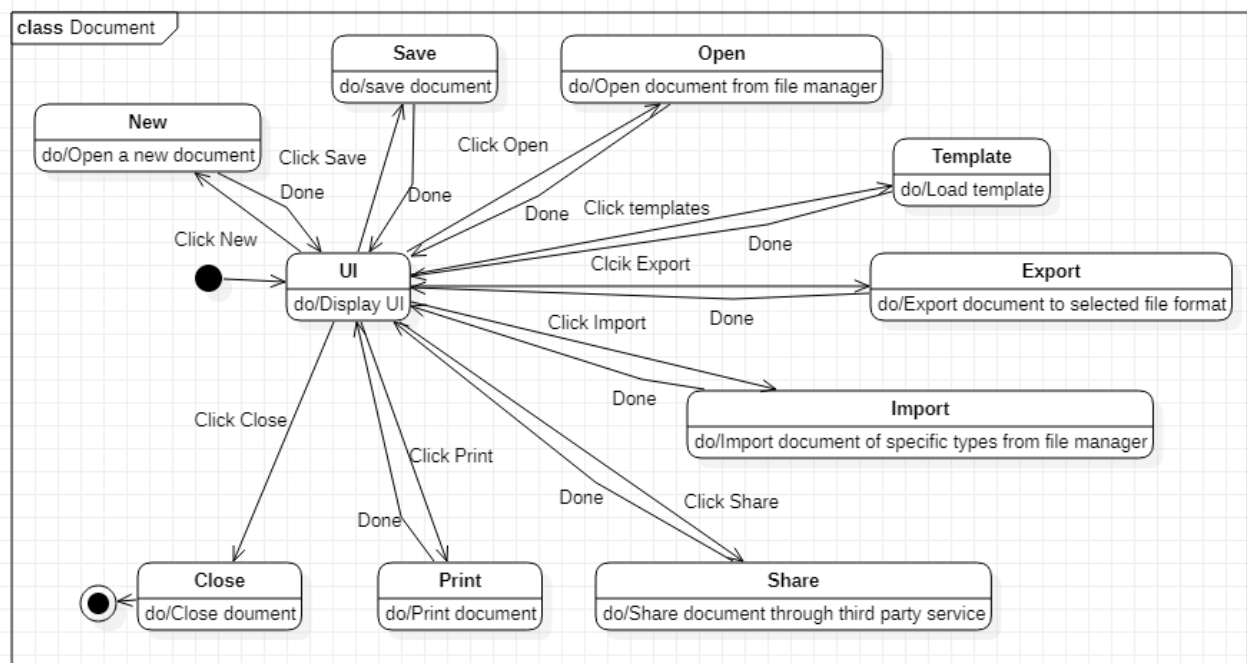 class Document
Save
do/save document
Open
do/Open document from file manager
New
do/Open a new document
Click Save
Click Open
Template
do/Load template
Done
Done
Done
Click templates
Click New
Done
UI
do/Display UI
Clcik Export
Export
do/Export document to selected file format
Click Import
Done
Done
Import
do/Import document of specific types from file manager
Click Close
Click Print
Done
Click Share
Done
Close
do/Close doument
Print
do/Print document
Share
do/Share document through third party service